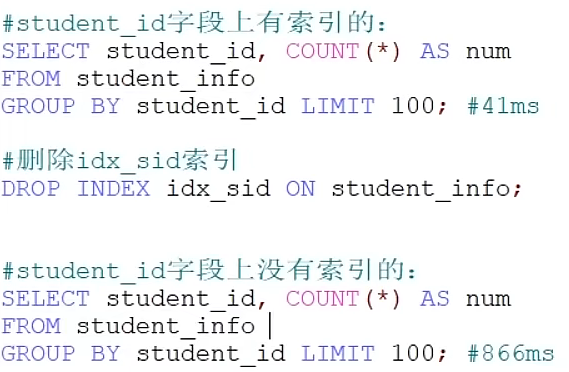 #student_id字段上有索引的：
SELECT student_id, COUNT(*) AS num
FROM student_info
GROUP BY student_id LIMIT 100; #41ms
#删除idx_sid索引
DROP INDEX idx_sid ON student_info;
#student_id字段上没有索引的：
SELECT student_id, COUNT(*) AS num
FROM student_info
GROUP BY student_id LIMIT 100; #866ms